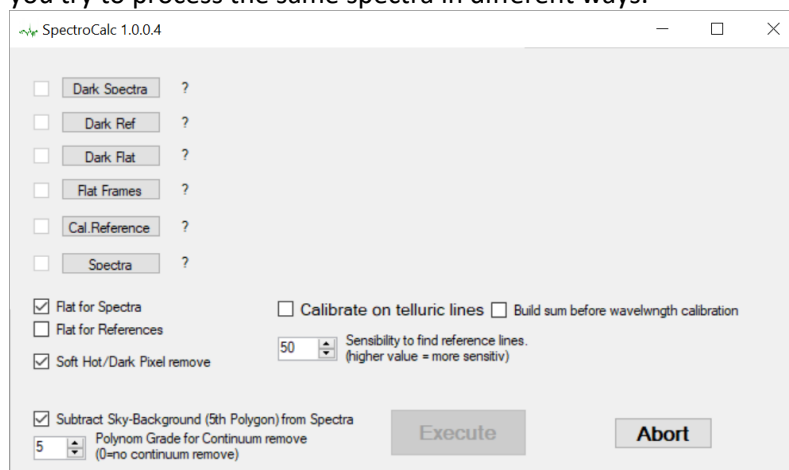 you try to process the same spectra in different ways.
SpectroCalc 1.0.0.4
Dark Spectra ?
Dark Ref ?
Dark Flat ?
Flat Frames ?
Cal.Reference ?
Spectra ?
Flat for Spectra
Calibrate on telluric lines Build sum before wavelwngth calibration
Flat for References
50 Sensibility to find reference lines.
(higher value = more sensitiv)
Soft Hot/Dark Pixel remove
Subtract Sky-Background (5th Polygon) from Spectra
5 Polynom Grade for Continuum remove
(0=no continuum remove)
Execute
Abort